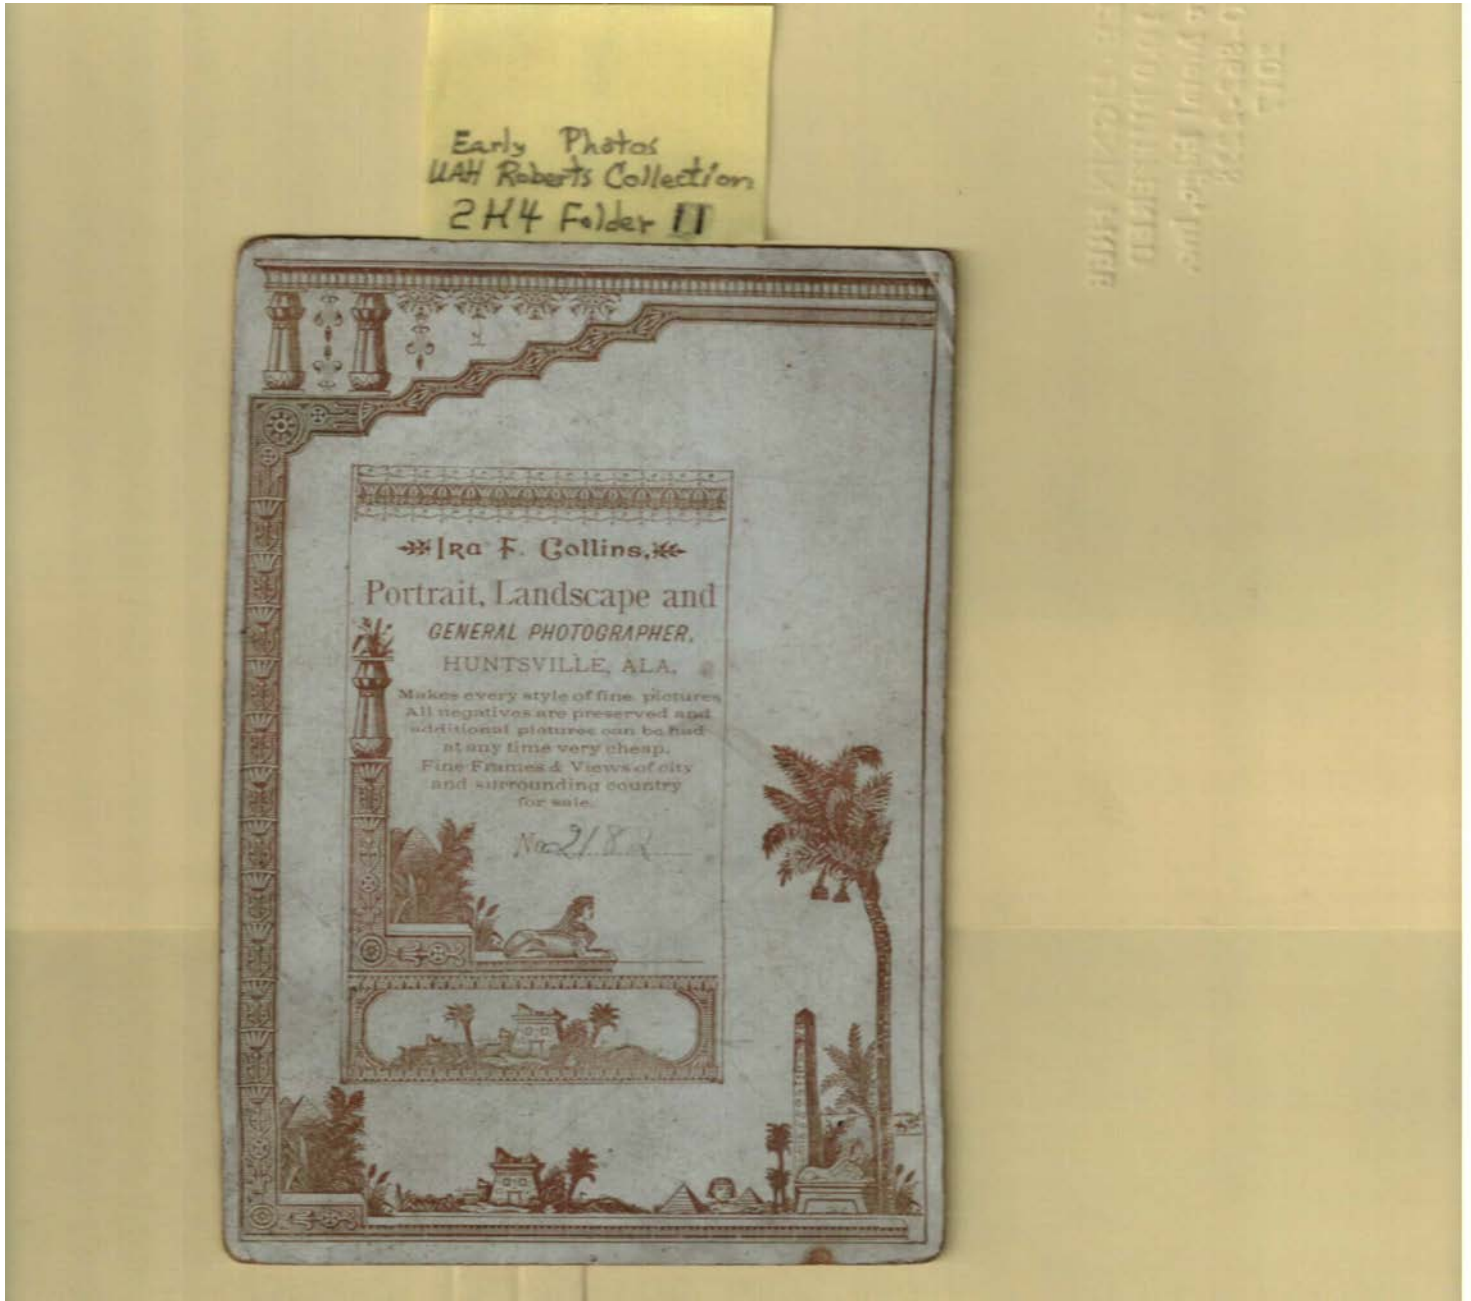 Early Photos
UAH Roberts Collection
2H4 Folder II
Ira F. Collins,
Portrait, Landscape and
GENERAL PHOTOGRAPHER.
HUNTSVILLE, ALA.
Makes every style of fine pictures
All negatives are preserved and
additional pictures can be had
at any time very cheap.
Fine Frames & Views of city
and surrounding country
for sale.
No. 2182